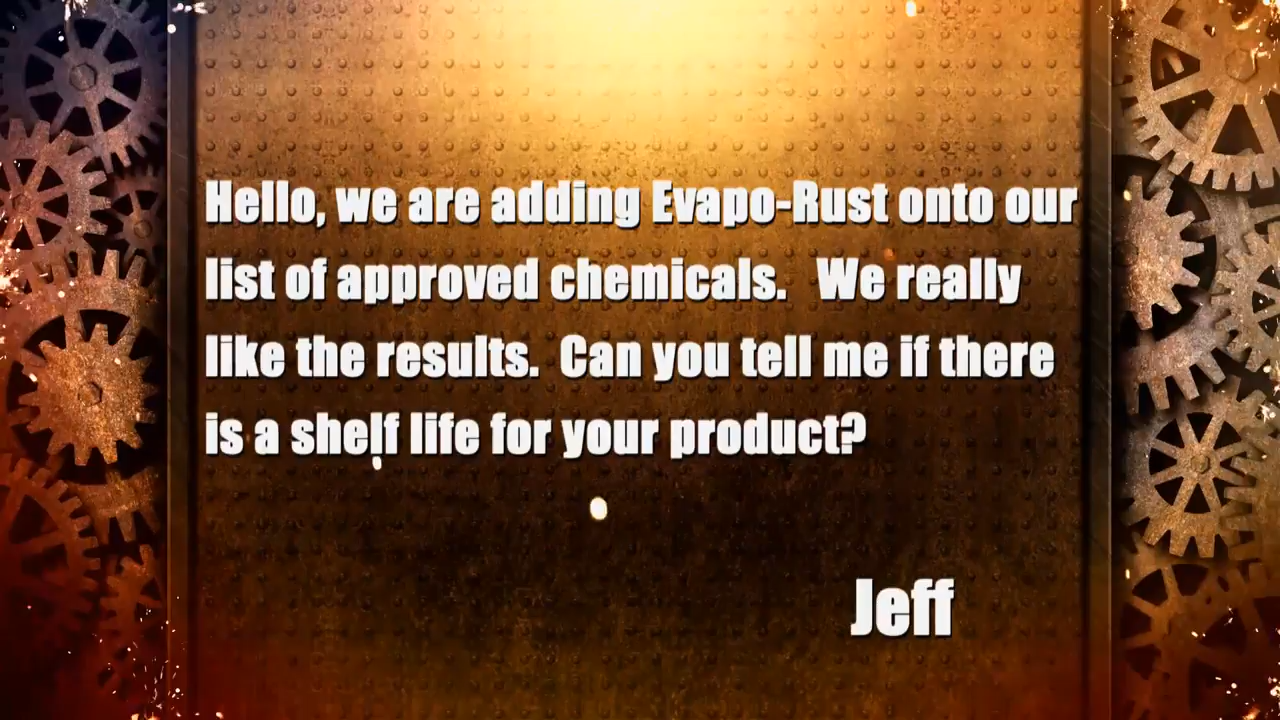 Hello, we are adding Evapo-Rust onto our
list of approved chemicals.   We really
like the results.  Can you tell me if there
is a shelf life for your product?
Jeff